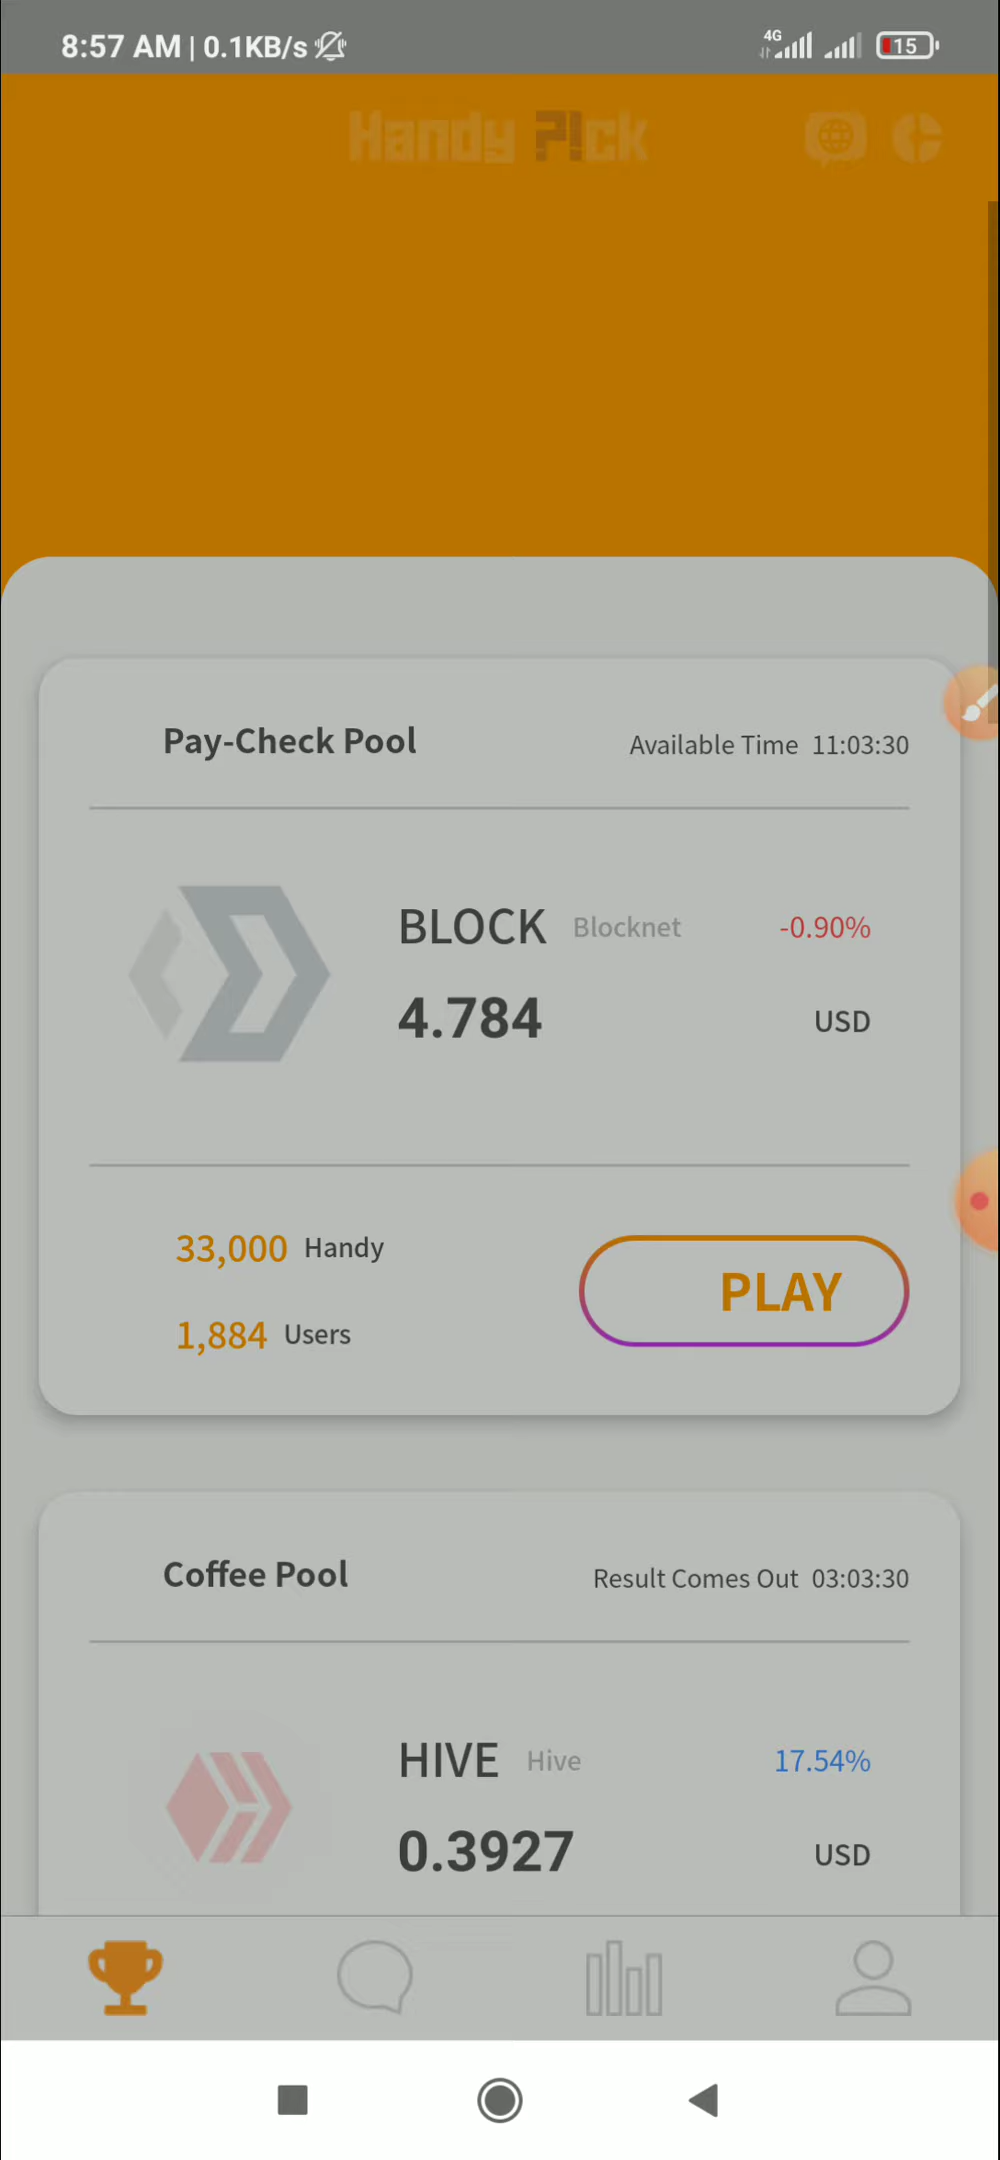 8:57 AM | 0.1KB/s 4G 15
Handy P!ck
Pay-Check Pool Available Time 11:03:30
BLOCK Blocknet -0.90%
4.784 USD
33,000 Handy
PLAY
1,884 Users
Coffee Pool Result Comes Out 03:03:30
HIVE Hive 17.54%
0.3927 USD